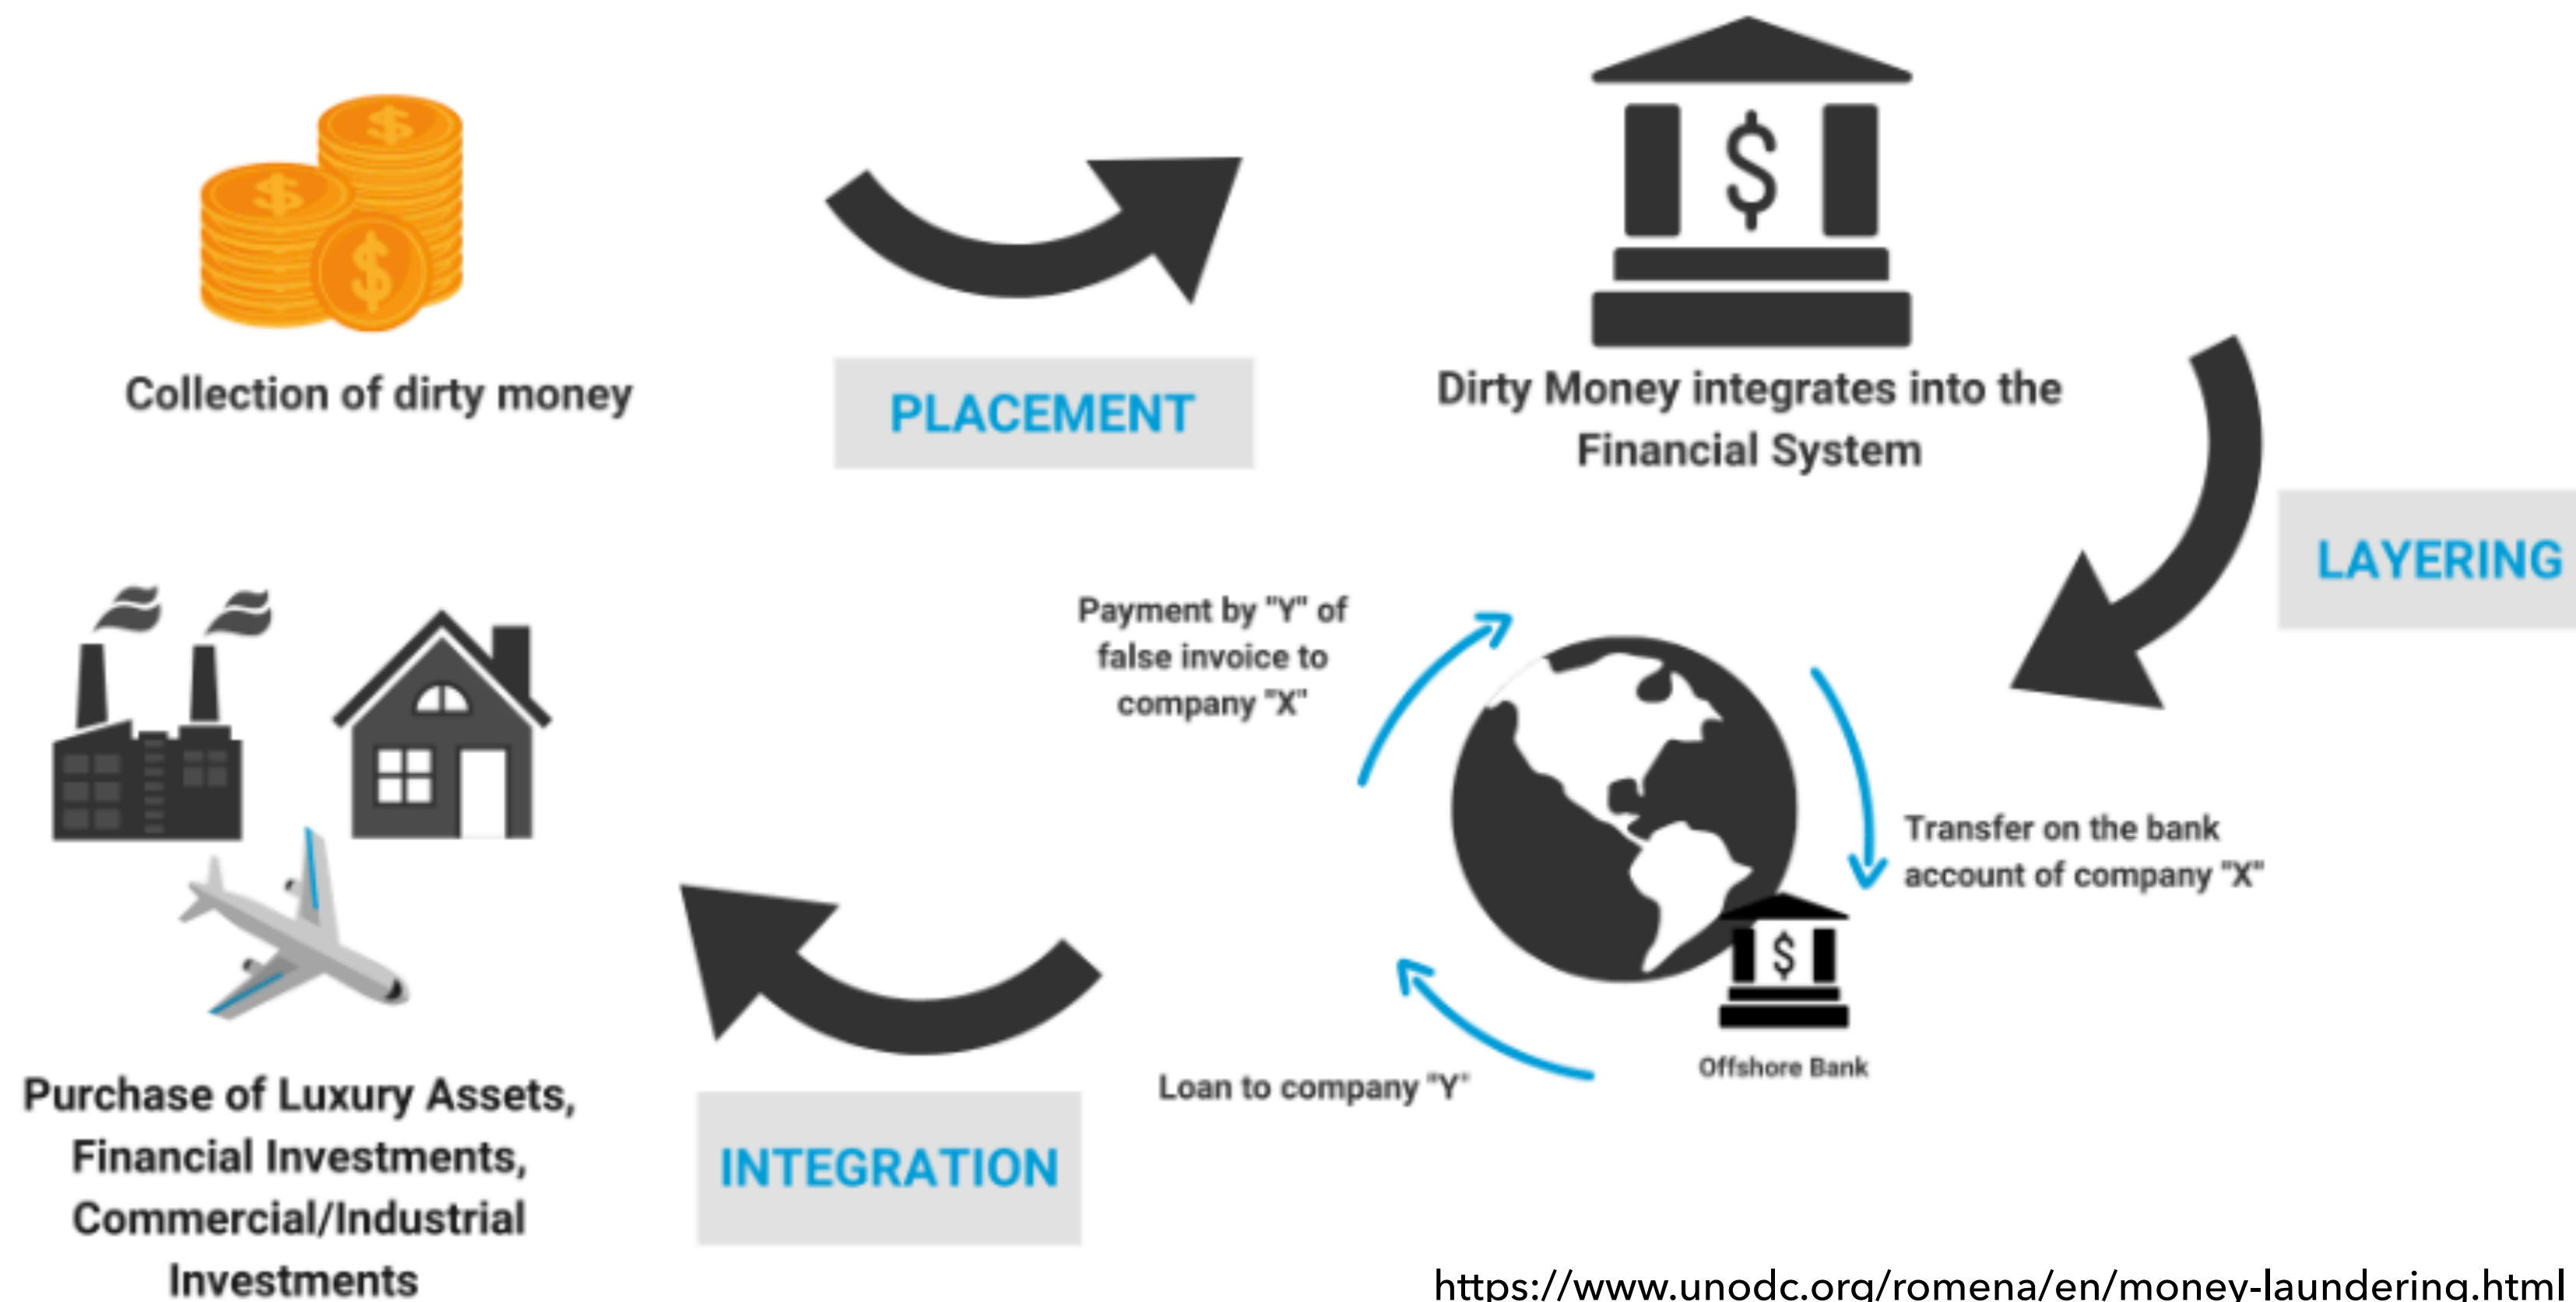 Collection of dirty money
PLACEMENT
Dirty Money integrates into the
Financial System
LAYERING
Payment by "Y" of
false invoice to
company "X"
Transfer on the bank
account of company "X"
Offshore Bank
Loan to company "Y"
INTEGRATION
Purchase of Luxury Assets,
Financial Investments,
Commercial/Industrial
Investments
https://www.unodc.org/romena/en/money-laundering.html